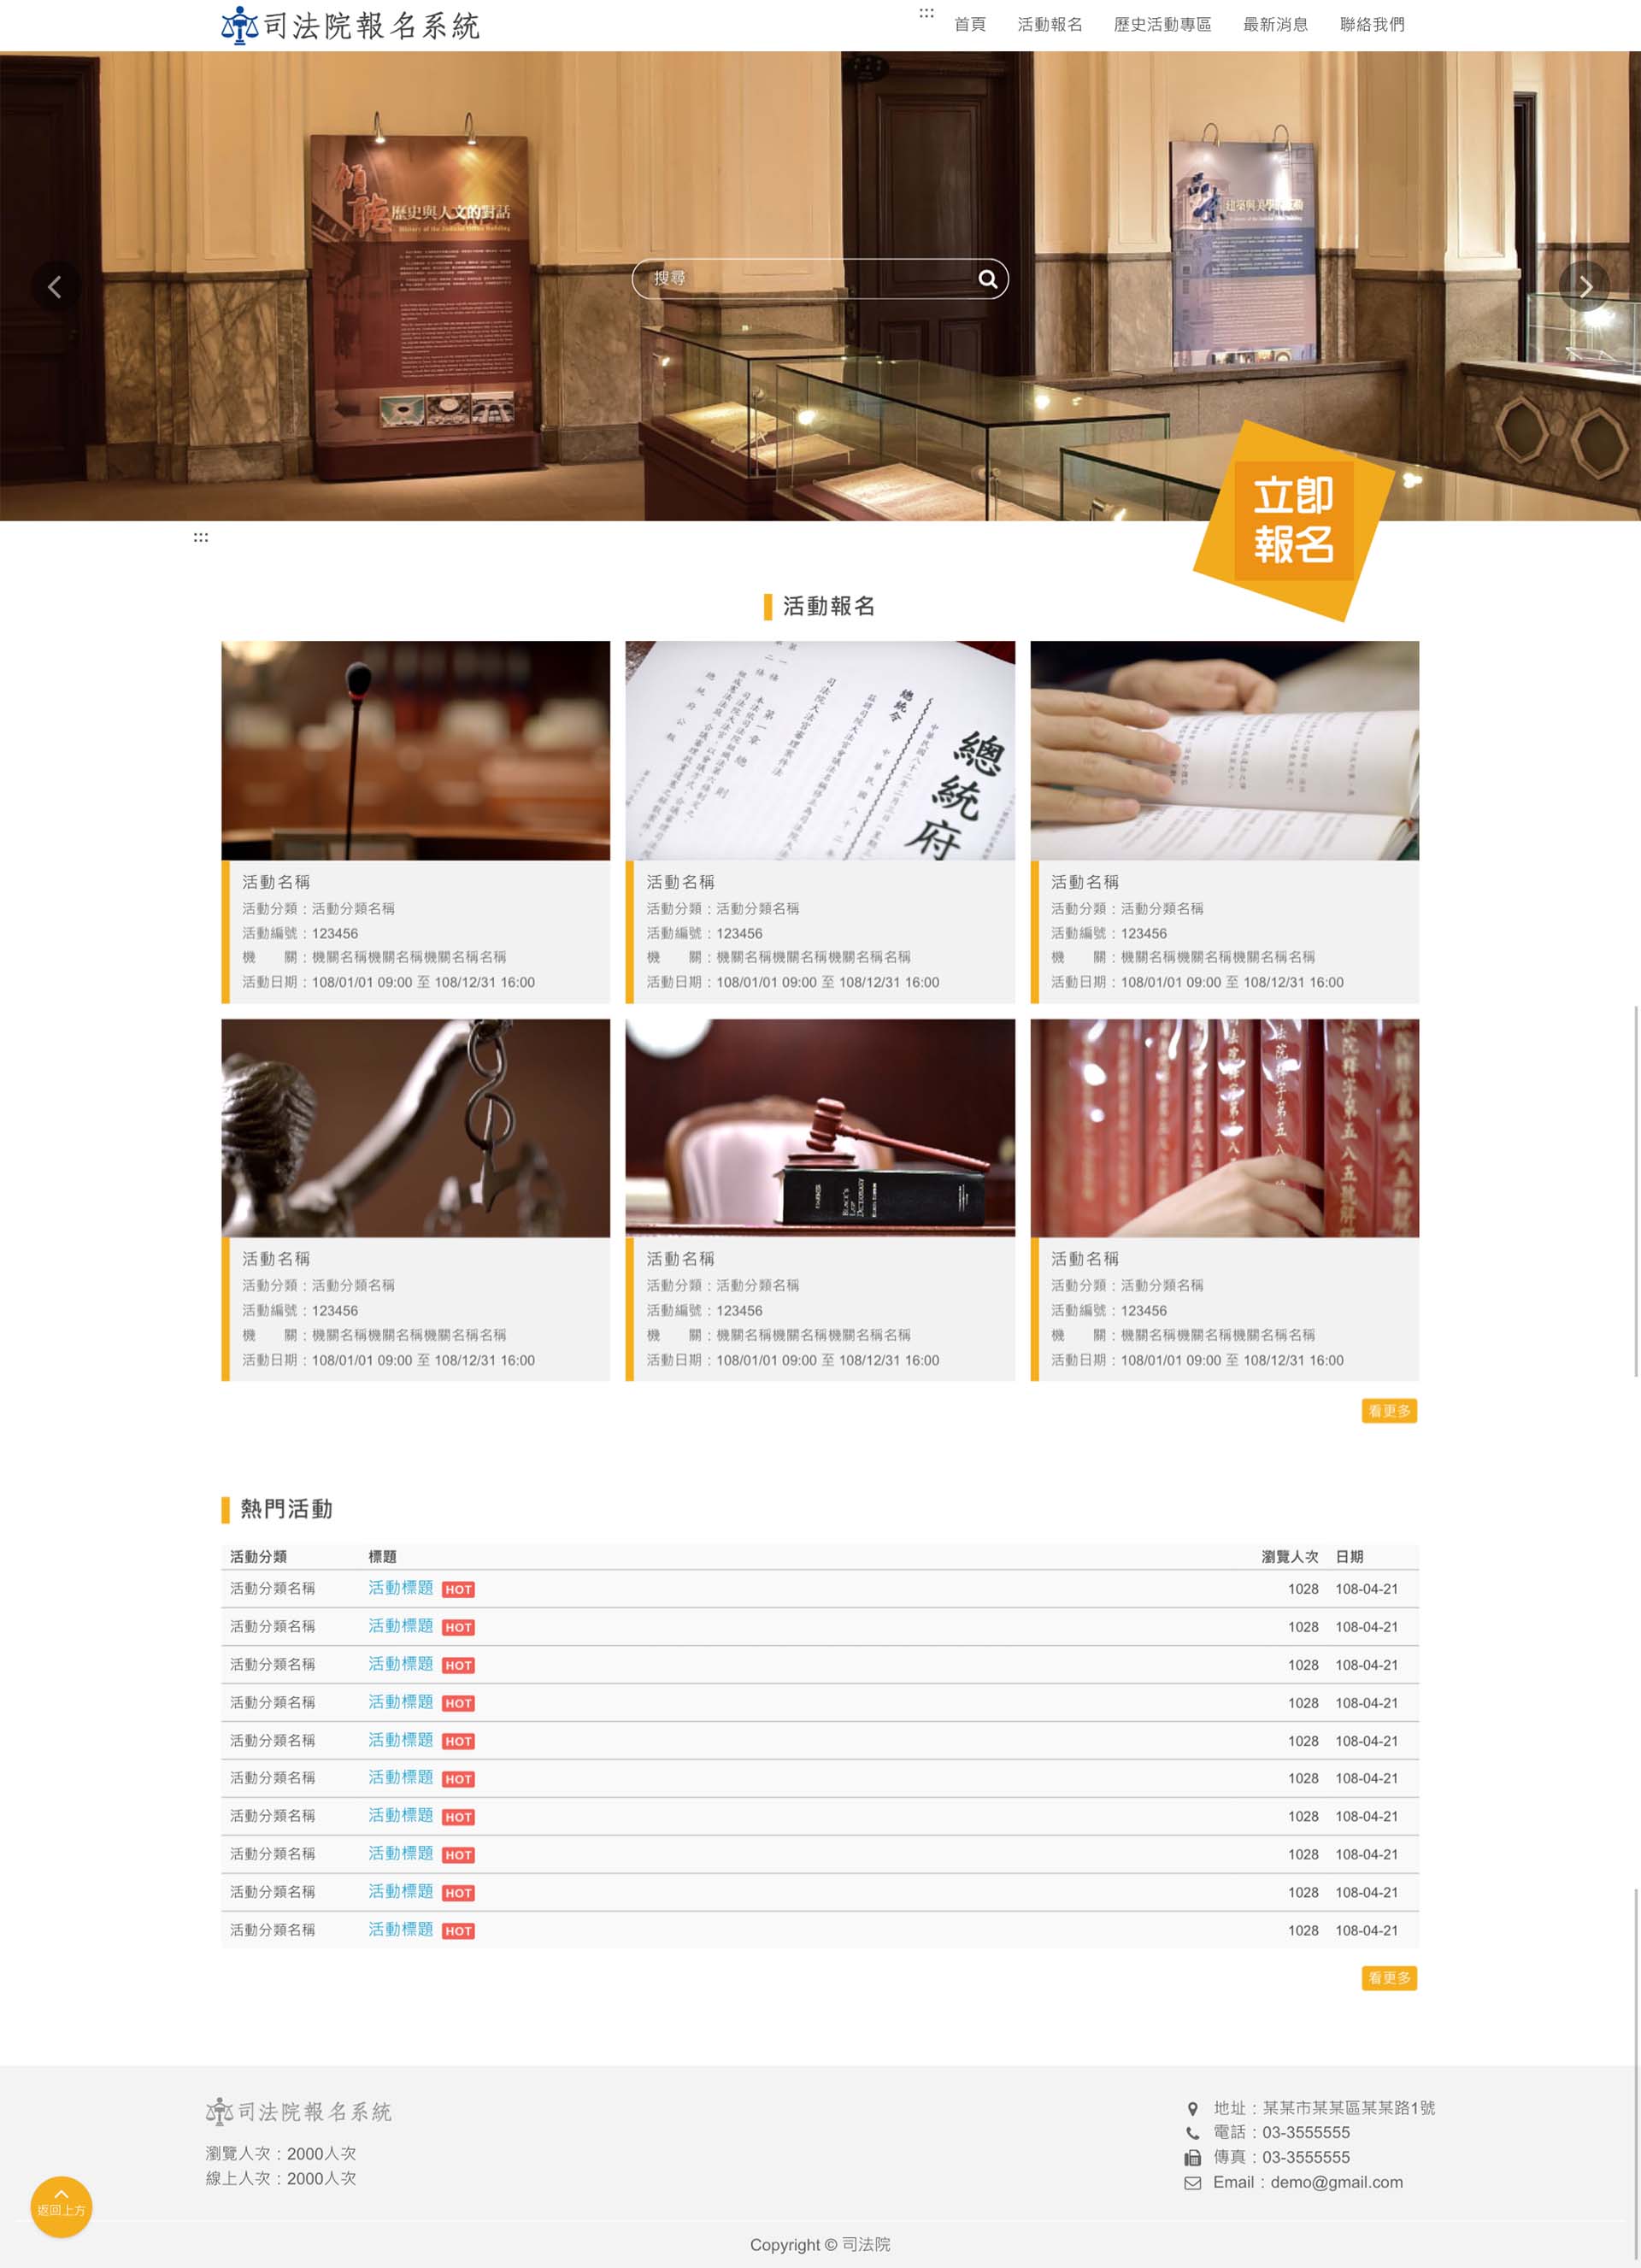 司法院報名系統
:::
首頁 活動報名 歷史活動專區 最新消息 聯絡我們
傾聽
歷史與人文的對話
History of the Judicial Office Building
品味
搜尋
立即
報名
:::
活動報名
總統府
總統令
活動名稱
活動分類：活動分類名稱
活動編號：123456
機　　關：機關名稱機關名稱機關名稱名稱
活動日期：108/01/01 09:00 至 108/12/31 16:00
活動名稱
活動分類：活動分類名稱
活動編號：123456
機　　關：機關名稱機關名稱機關名稱名稱
活動日期：108/01/01 09:00 至 108/12/31 16:00
活動名稱
活動分類：活動分類名稱
活動編號：123456
機　　關：機關名稱機關名稱機關名稱名稱
活動日期：108/01/01 09:00 至 108/12/31 16:00
BLACK'S
LAW
DICTIONARY
活動名稱
活動分類：活動分類名稱
活動編號：123456
機　　關：機關名稱機關名稱機關名稱名稱
活動日期：108/01/01 09:00 至 108/12/31 16:00
活動名稱
活動分類：活動分類名稱
活動編號：123456
機　　關：機關名稱機關名稱機關名稱名稱
活動日期：108/01/01 09:00 至 108/12/31 16:00
活動名稱
活動分類：活動分類名稱
活動編號：123456
機　　關：機關名稱機關名稱機關名稱名稱
活動日期：108/01/01 09:00 至 108/12/31 16:00
看更多
熱門活動
活動分類 標題 瀏覽人次 日期
活動分類名稱 活動標題 HOT 1028 108-04-21
活動分類名稱 活動標題 HOT 1028 108-04-21
活動分類名稱 活動標題 HOT 1028 108-04-21
活動分類名稱 活動標題 HOT 1028 108-04-21
活動分類名稱 活動標題 HOT 1028 108-04-21
活動分類名稱 活動標題 HOT 1028 108-04-21
活動分類名稱 活動標題 HOT 1028 108-04-21
活動分類名稱 活動標題 HOT 1028 108-04-21
活動分類名稱 活動標題 HOT 1028 108-04-21
活動分類名稱 活動標題 HOT 1028 108-04-21
看更多
司法院報名系統
瀏覽人次：2000人次
線上人次：2000人次
地址：某某市某某區某某路1號
電話：03-3555555
傳真：03-3555555
Email：demo@gmail.com
返回上方
Copyright © 司法院